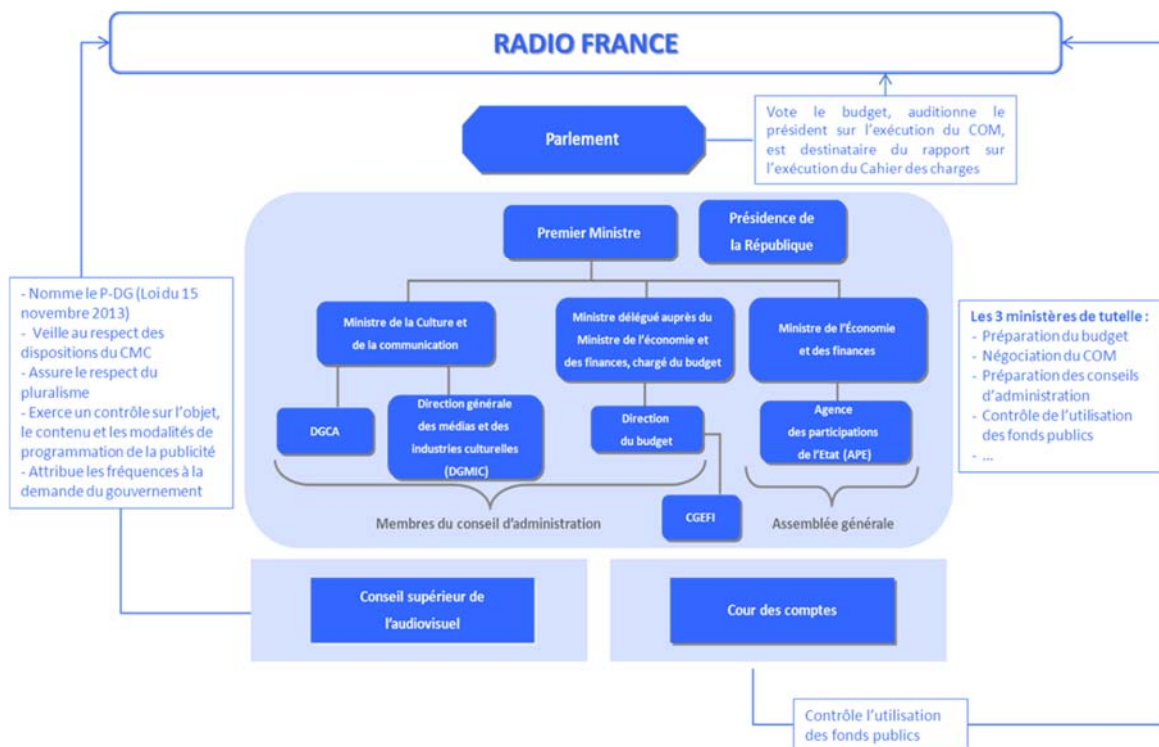 RADIO FRANCE
Parlement
Vote le budget, auditionne le
président sur l'exécution du COM,
est destinataire du rapport sur
l'exécution du Cahier des charges
Premier Ministre
Présidence de
la République
- Nomme le P-DG (Loi du 15
novembre 2013)
- Veille au respect des
dispositions du CMC
- Assure le respect du
pluralisme
- Exerce un contrôle sur l'objet,
le contenu et les modalités de
programmation de la publicité
- Attribue les fréquences à la
demande du gouvernement
Ministre de la Culture et
de la communication
Ministre délégué auprès du
Ministre de l'économie et
des finances, chargé du budget
Ministre de l'Économie
et des finances
DGCA
Direction générale
des médias et des
industries culturelles
(DGMIC)
Direction
du budget
Agence
des participations
de l'Etat (APE)
Membres du conseil d'administration
CGEFI
Assemblée générale
Les 3 ministères de tutelle :
- Préparation du budget
- Négociation du COM
- Préparation des conseils
d'administration
- Contrôle de l'utilisation
des fonds publics
- ...
Conseil supérieur de
l'audiovisuel
Cour des comptes
Contrôle l'utilisation
des fonds publics